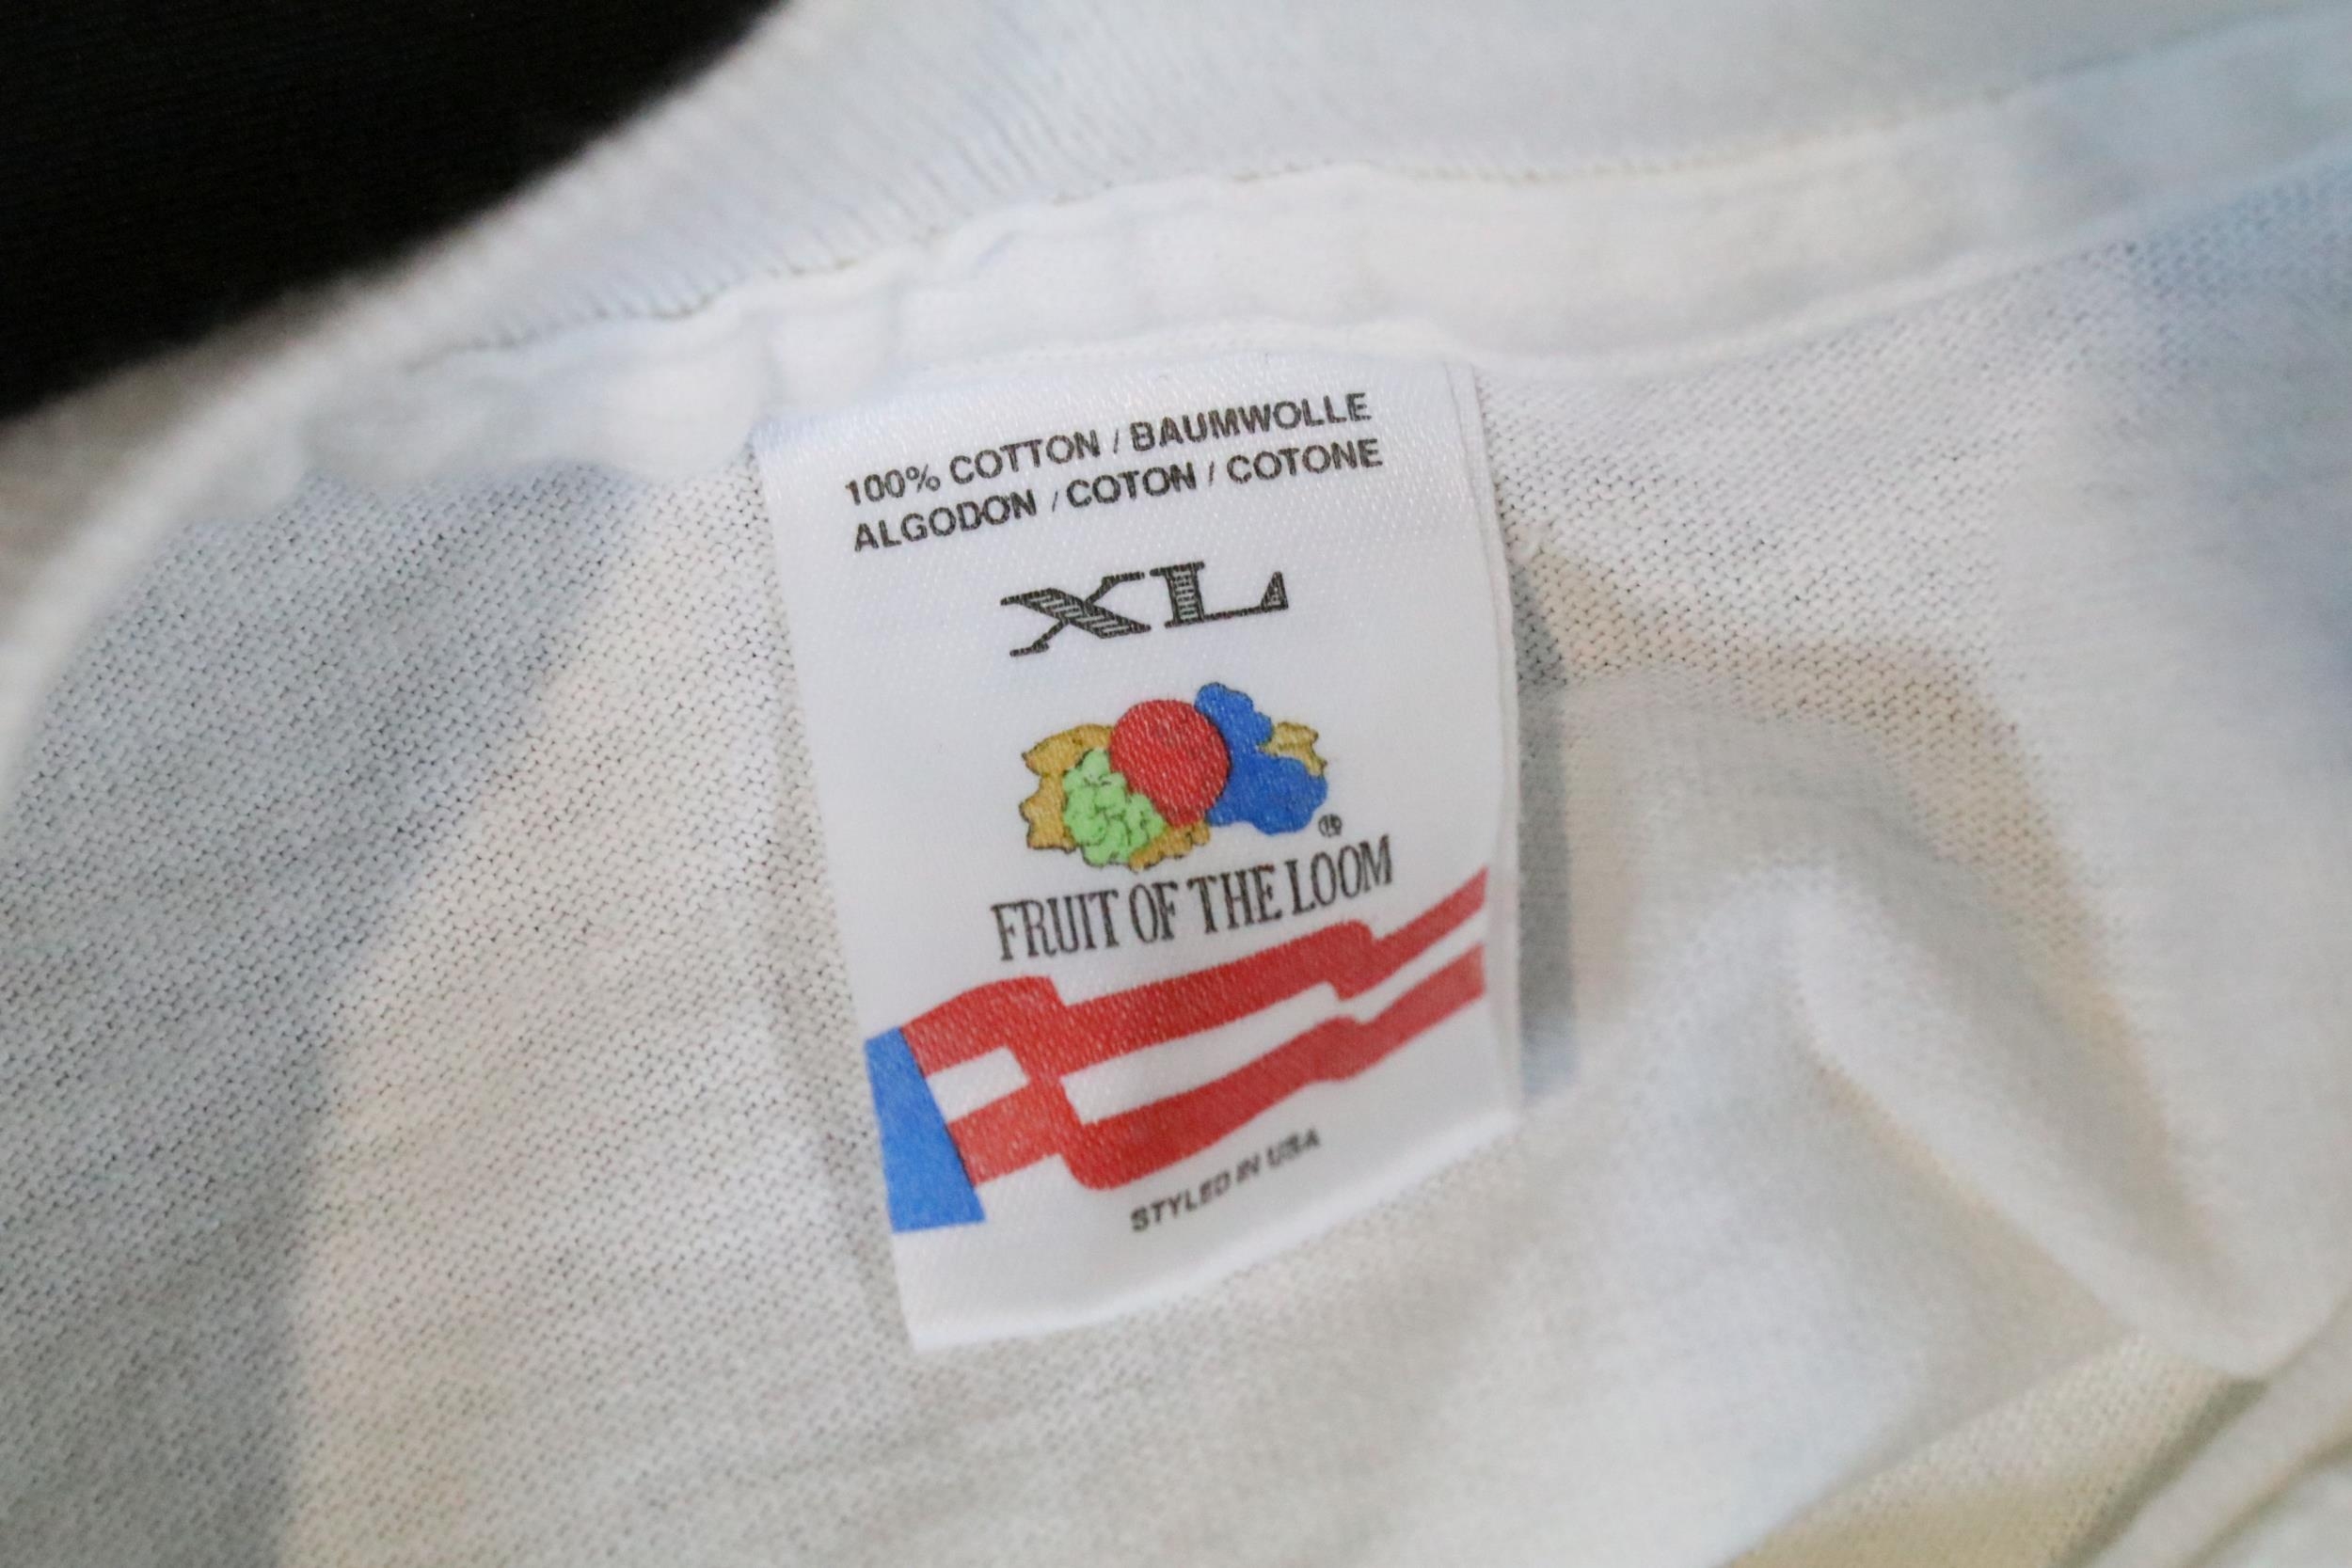 100% COTTON / BAUMWOLLE
ALGODON / COTON / COTONE
XL
®
FRUIT OF THE LOOM
STYLED IN USA